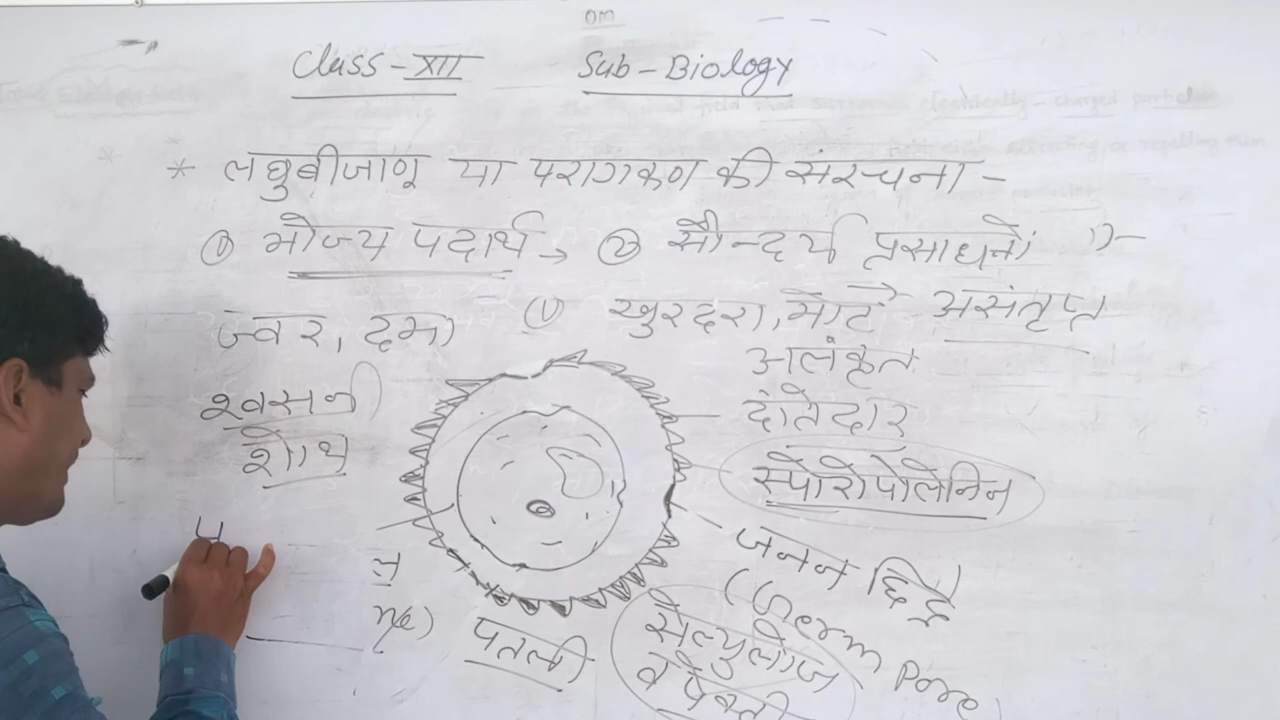 om
Class-XII Sub-Biology
* लघुबीजाणु या परागकण की संरचना -
① भोज्य पदार्थ → ② सौन्दर्य प्रसाधनों ")-
ज्वर, दमा ① खुरदरा, मोटे → असंतृप्त
अलंकृत
श्वसनी दांतेदार
शोथ स्पोरोपोलेनिन
जनन छिद्र
(Germ pore)
पतली सेल्युलोज
व पेक्टी